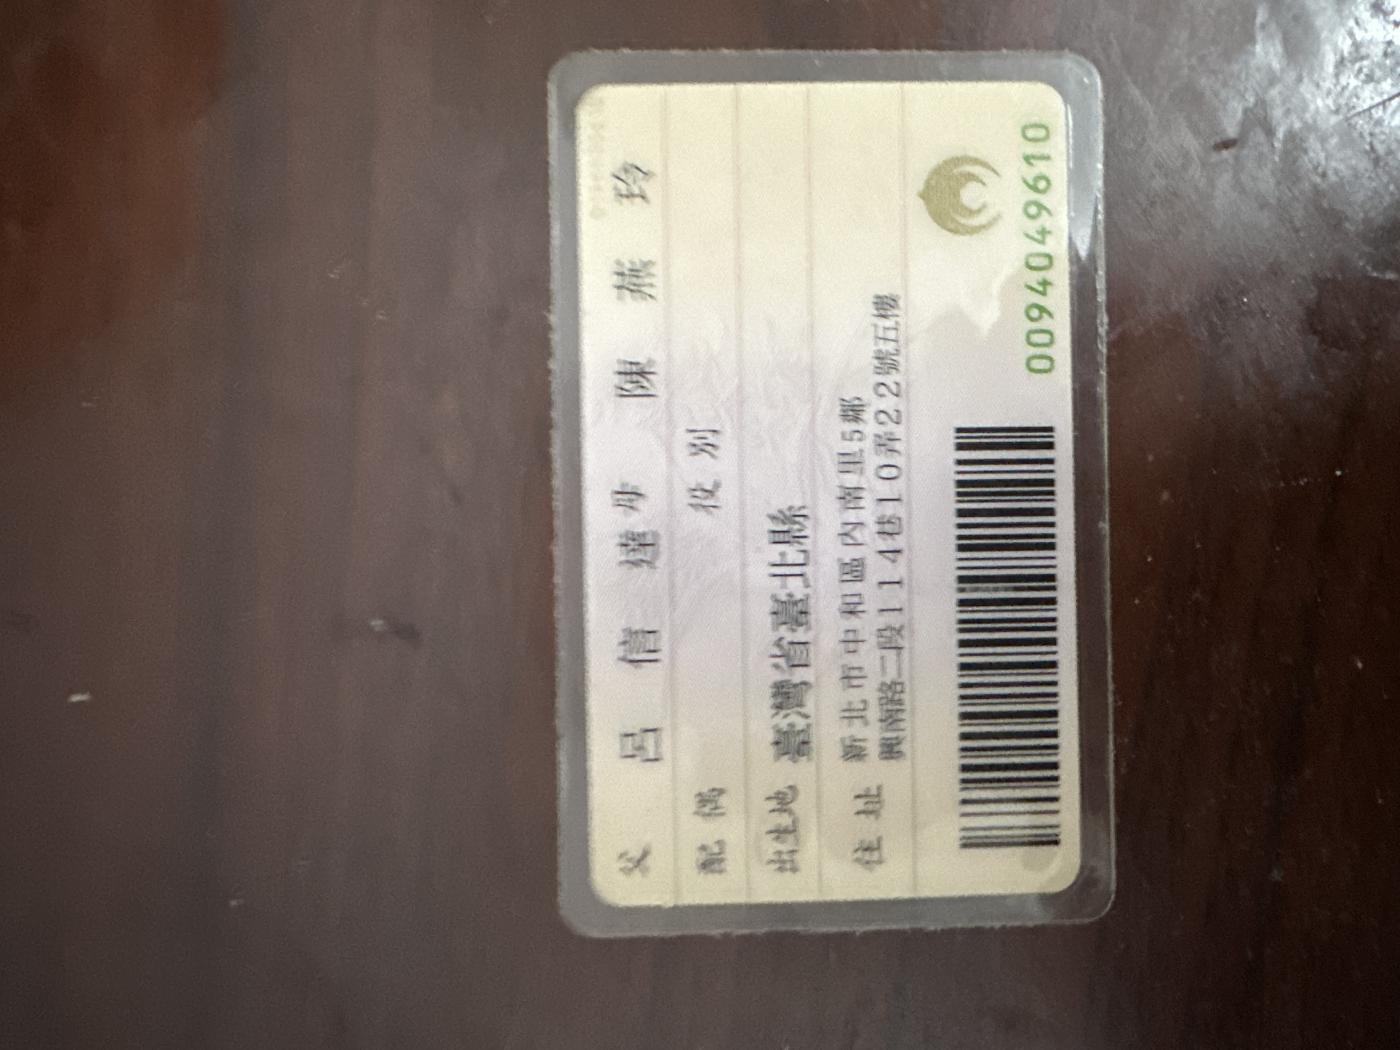 父 呂信達 母 陳燕玲
配偶 役別
出生地 臺灣省臺北縣
住址 新北市中和區內南里5鄰
興南路二段114巷10弄22號五樓
0094049610